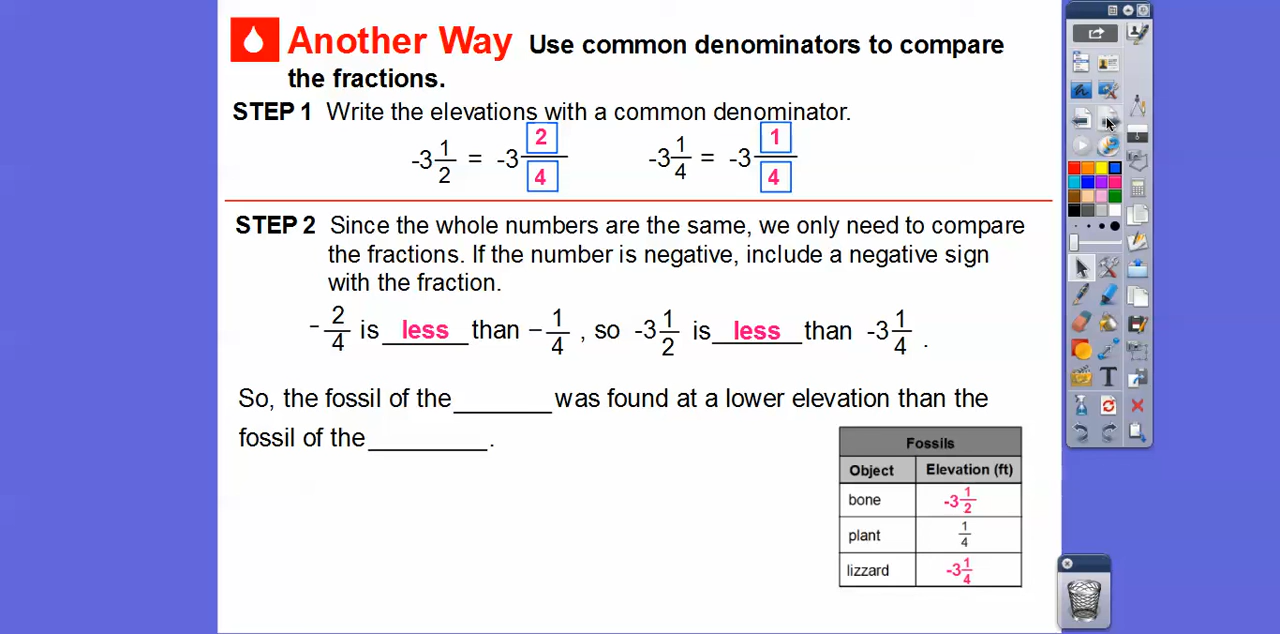 Another Way Use common denominators to compare
the fractions.
STEP 1 Write the elevations with a common denominator.
-3 1/2 = -3 2/4 -3 1/4 = -3 1/4
STEP 2 Since the whole numbers are the same, we only need to compare
the fractions. If the number is negative, include a negative sign
with the fraction.
- 2/4 is less than - 1/4 , so -3 1/2 is less than -3 1/4 .
So, the fossil of the_______was found at a lower elevation than the
fossil of the_________.
Fossils
Object Elevation (ft)
bone -3 1/2
plant 1/4
lizzard -3 1/4